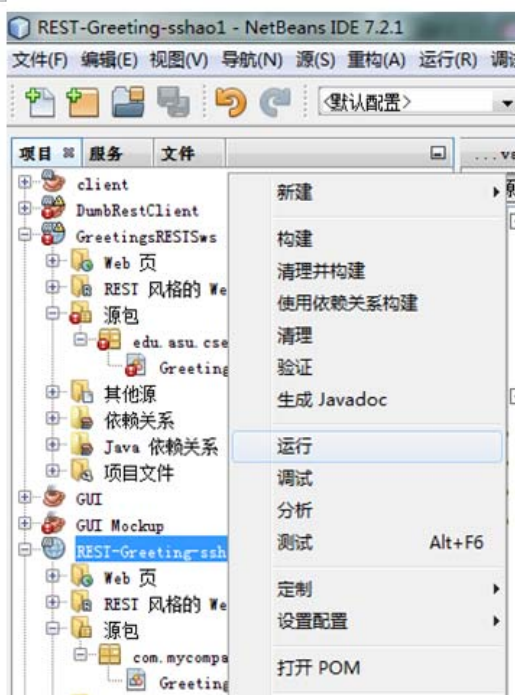 REST-Greeting-sshao1 - NetBeans IDE 7.2.1
文件(F) 编辑(E) 视图(V) 导航(N) 源(S) 重构(A) 运行(R) 调试
<默认配置>
项目 服务 文件
client
DumbRestClient
GreetingsRESTSws
Web 页
REST 风格的 We
源包
edu.asu.cse
Greeting
其他源
依赖关系
Java 依赖关系
项目文件
GUI
GUI Mockup
REST-Greeting-ssh
Web 页
REST 风格的 We
源包
com.mycompa
Greeting
新建
构建
清理并构建
使用依赖关系构建
清理
验证
生成 Javadoc
运行
调试
分析
测试 Alt+F6
定制
设置配置
打开 POM